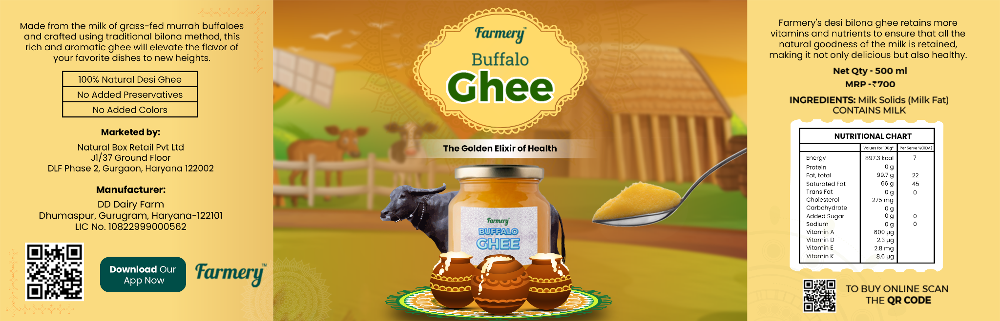 Made from the milk of grass-fed murrah buffaloes
and crafted using traditional bilona method, this
rich and aromatic ghee will elevate the flavor of
your favorite dishes to new heights.
100% Natural Desi Ghee
No Added Preservatives
No Added Colors
Marketed by:
Natural Box Retail Pvt Ltd
J1/37 Ground Floor
DLF Phase 2, Gurgaon, Haryana 122002
Manufacturer:
DD Dairy Farm
Dhumaspur, Gurugram, Haryana-122101
LIC No. 10822999000562
Download Our
App Now
Farmery™
Farmery™
Buffalo
Ghee
The Golden Elixir of Health
Farmery
BUFFALO
GHEE
Farmery's desi bilona ghee retains more
vitamins and nutrients to ensure that all the
natural goodness of the milk is retained,
making it not only delicious but also healthy.
Net Qty - 500 ml
MRP -₹700
INGREDIENTS: Milk Solids (Milk Fat)
CONTAINS MILK
NUTRITIONAL CHART
Values for 100g* Per Serve %(RDA)
Energy 897.3 kcal 7
Protein 0 g
Fat, total 99.7 g 22
Saturated Fat 66 g 45
Trans Fat 0 g 0
Cholesterol 275 mg
Carbohydrate 0 g
Added Sugar 0 g 0
Sodium 0 g 0
Vitamin A 600 µg
Vitamin D 2.3 µg
Vitamin E 2.8 mg
Vitamin K 8.6 µg
TO BUY ONLINE SCAN
THE QR CODE